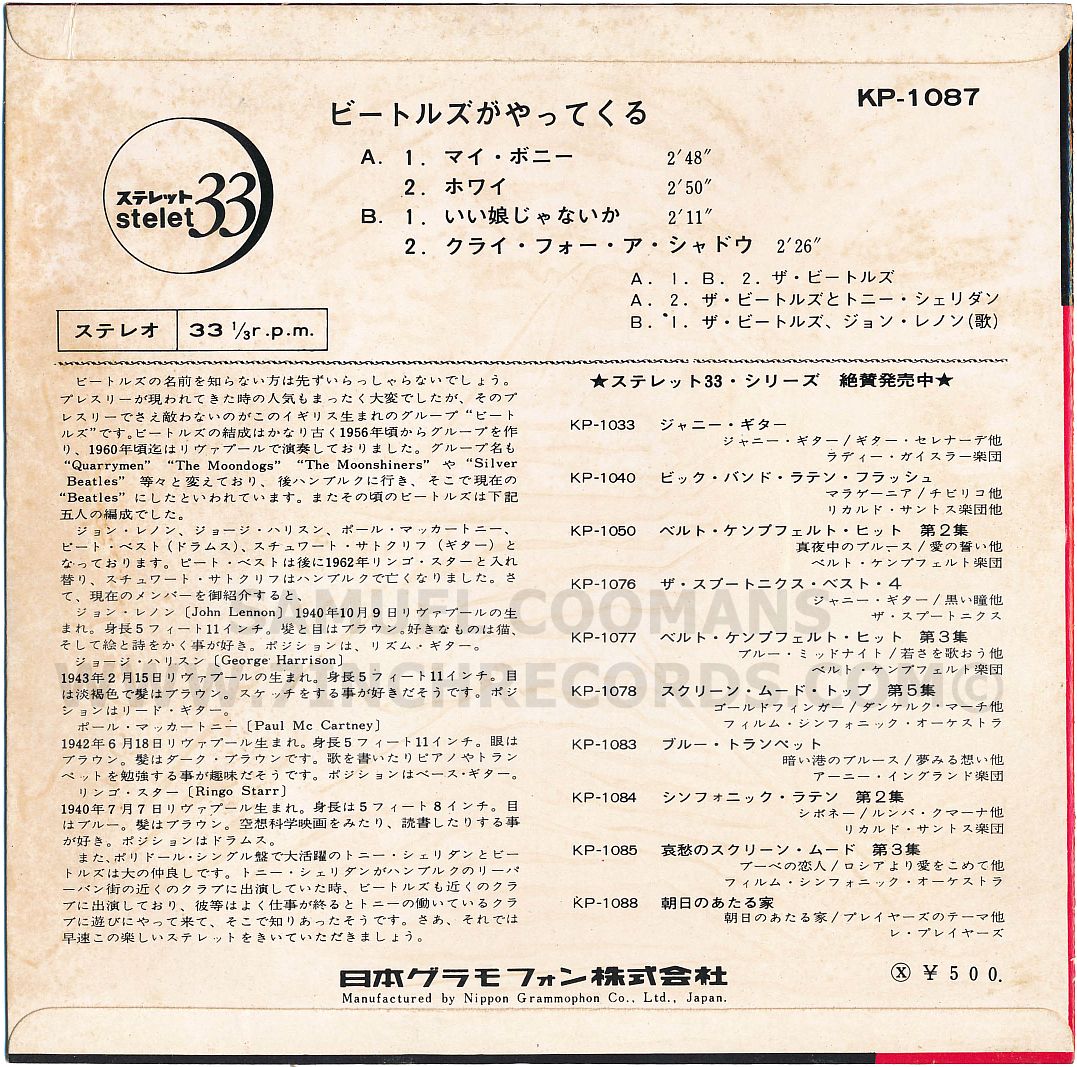 KP-1087
ビートルズがやってくる
A. 1. マイ・ボニー 2′48″
2. ホワイ 2′50″
B. 1. いい娘じゃないか 2′11″
2. クライ・フォー・ア・シャドウ 2′26″
A. 1. B. 2. ザ・ビートルズ
A. 2. ザ・ビートルズとトニー・シェリダン
B. 1. ザ・ビートルズ、ジョン・レノン(歌)
ステレット
stelet 33
ステレオ 33 ⅓r.p.m.
ビートルズの名前を知らない方は先ずいらっしゃらないでしょう。
プレスリーが現われてきた時の人気もまったく大変でしたが、そのプ
レスリーでさえ敵わないのがこのイギリス生まれのグループ“ビート
ルズ”です。ビートルズの結成はかなり古く1956年頃からグループを作
り、1960年頃迄はリヴァプールで演奏しておりました。グループ名も
“Quarrymen” “The Moondogs” “The Moonshiners” や “Silver
Beatles” 等々と変えており、後ハンブルクに行き、そこで現在の
“Beatles” にしたといわれています。またその頃のビートルズは下記
五人の編成でした。
ジョン・レノン、ジョージ・ハリスン、ポール・マッカートニー、
ピート・ベスト(ドラムス)、スチュワート・サトクリフ(ギター)と
なっております。ピート・ベストは後に1962年リンゴ・スターと入れ
替り、スチュワート・サトクリフはハンブルクで亡くなりました。さ
て、現在のメンバーを御紹介すると、
ジョン・レノン〔John Lennon〕1940年10月9日リヴァプールの生
まれ。身長5フィート11インチ。髪と目はブラウン。好きなものは猫、
そして絵と詩をかく事が好き。ポジションは、リズム・ギター。
ジョージ・ハリスン〔George Harrison〕
1943年2月15日リヴァプールの生まれ。身長5フィート11インチ。目
は淡褐色で髪はブラウン。スケッチをする事が好きだそうです。ポジ
ションはリード・ギター。
ポール・マッカートニー〔Paul Mc Cartney〕
1942年6月18日リヴァプール生まれ。身長5フィート11インチ。眼は
ブラウン。髪はダーク・ブラウンです。歌を書いたりピアノやトラン
ペットを勉強する事が趣味だそうです。ポジションはベース・ギター。
リンゴ・スター〔Ringo Starr〕
1940年7月7日リヴァプール生まれ。身長は5フィート8インチ。目
はブルー。髪はブラウン。空想科学映画をみたり、読書したりする事
が好き。ポジションはドラムス。
また、ポリドール・シングル盤で大活躍のトニー・シェリダンとビー
トルズは大の仲良しです。トニー・シェリダンがハンブルクのリーパ
ーバン街の近くのクラブに出演していた時、ビートルズも近くのクラ
ブに出演しており、彼等はよく仕事が終るとトニーの働いているクラ
ブに遊びにやって来て、そこで知りあったそうです。さあ、それでは
早速この楽しいステレットをきいていただきましょう。
★ステレット33・シリーズ 絶賛発売中★
KP-1033 ジャニー・ギター
ジャニー・ギター/ギター・セレナーデ他
ラディー・ガイスラー楽団
KP-1040 ビック・バンド・ラテン・フラッシュ
マラゲーニア/チビリコ他
リカルド・サントス楽団他
KP-1050 ベルト・ケンプフェルト・ヒット 第2集
真夜中のブルース/愛の誓い他
ベルト・ケンプフェルト楽団
KP-1076 ザ・スプートニクス・ベスト・4
ジャニー・ギター/黒い瞳他
ザ・スプートニクス
KP-1077 ベルト・ケンプフェルト・ヒット 第3集
ブルー・ミッドナイト/若さを歌おう他
ベルト・ケンプフェルト楽団
KP-1078 スクリーン・ムード・トップ 第5集
ゴールドフィンガー/ダンケルク・マーチ他
フィルム・シンフォニック・オーケストラ
KP-1083 ブルー・トランペット
暗い港のブルース/夢みる想い他
アーニー・イングランド楽団
KP-1084 シンフォニック・ラテン 第2集
シボネー/ルンバ・クマーナ他
リカルド・サントス楽団
KP-1085 哀愁のスクリーン・ムード 第3集
ブーベの恋人/ロシアより愛をこめて他
フィルム・シンフォニック・オーケストラ
KP-1088 朝日のあたる家
朝日のあたる家/プレイヤーズのテーマ他
レ・プレイヤーズ
SAMUEL COOMANS
WWW.7INCHRECORDS.COM©
日本グラモフォン株式会社
Manufactured by Nippon Grammophon Co., Ltd., Japan.
Ⓧ ¥500.